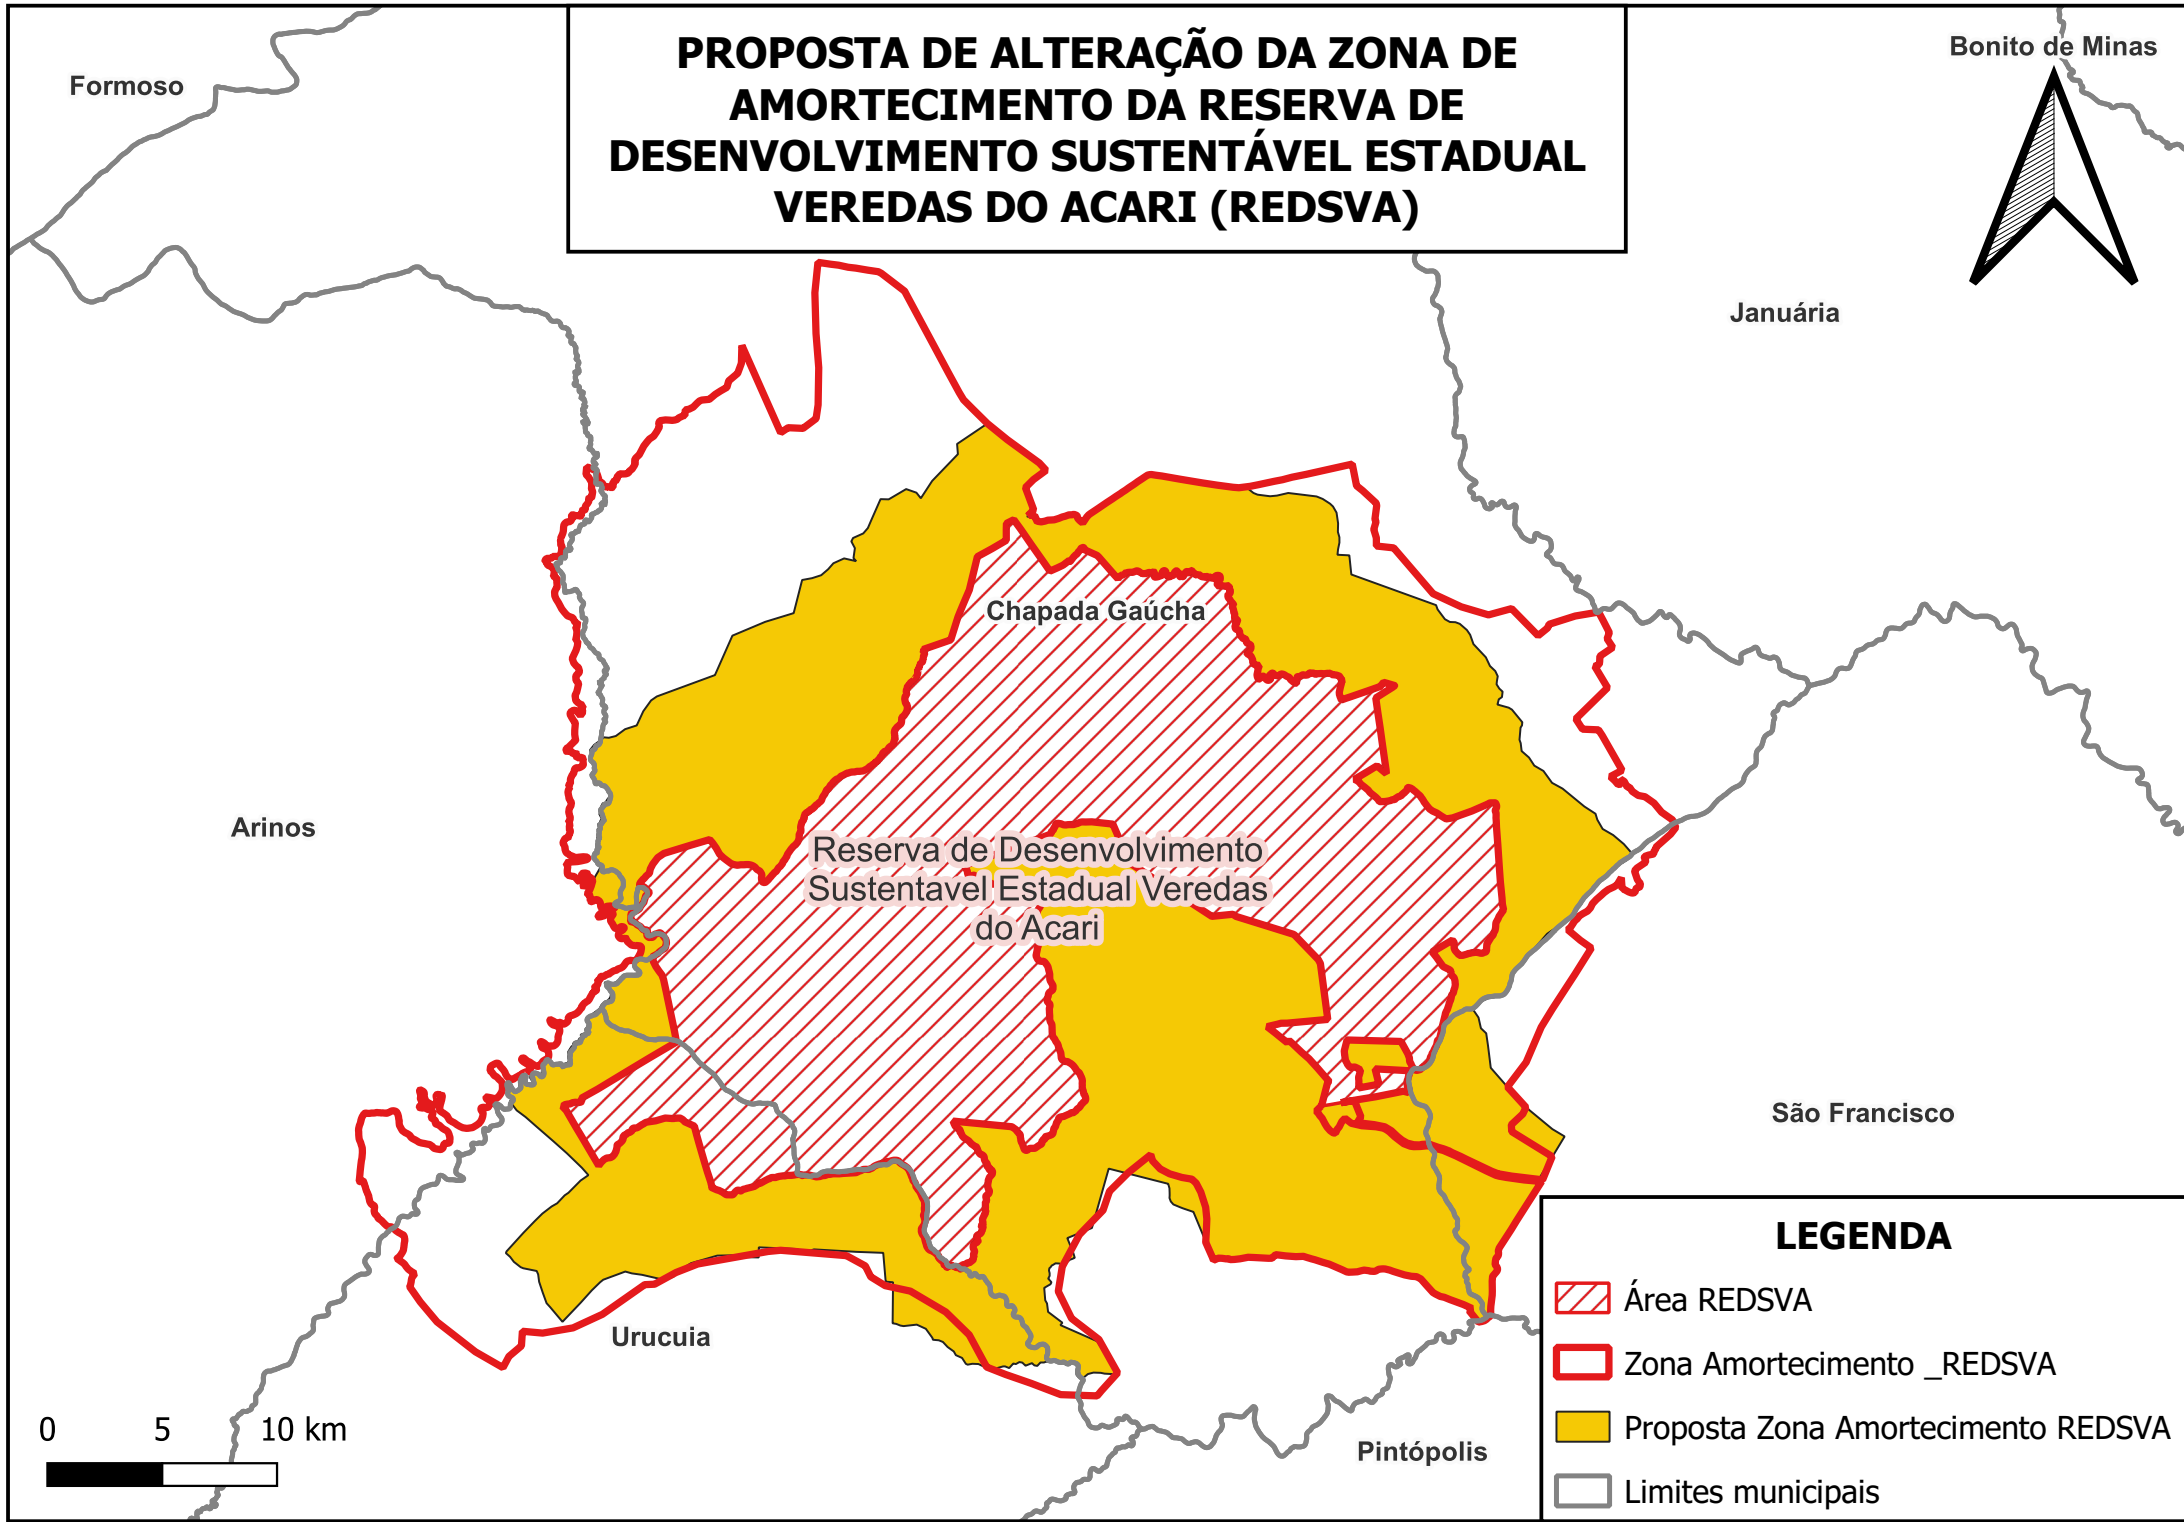 PROPOSTA DE ALTERAÇÃO DA ZONA DE
AMORTECIMENTO DA RESERVA DE
DESENVOLVIMENTO SUSTENTÁVEL ESTADUAL
VEREDAS DO ACARI (REDSVA)
Formoso
Bonito de Minas
Januária
Chapada Gaúcha
Arinos
Reserva de Desenvolvimento
Sustentavel Estadual Veredas
do Acari
São Francisco
Urucuia
Pintópolis
0 5 10 km
LEGENDA
Área REDSVA
Zona Amortecimento _REDSVA
Proposta Zona Amortecimento REDSVA
Limites municipais